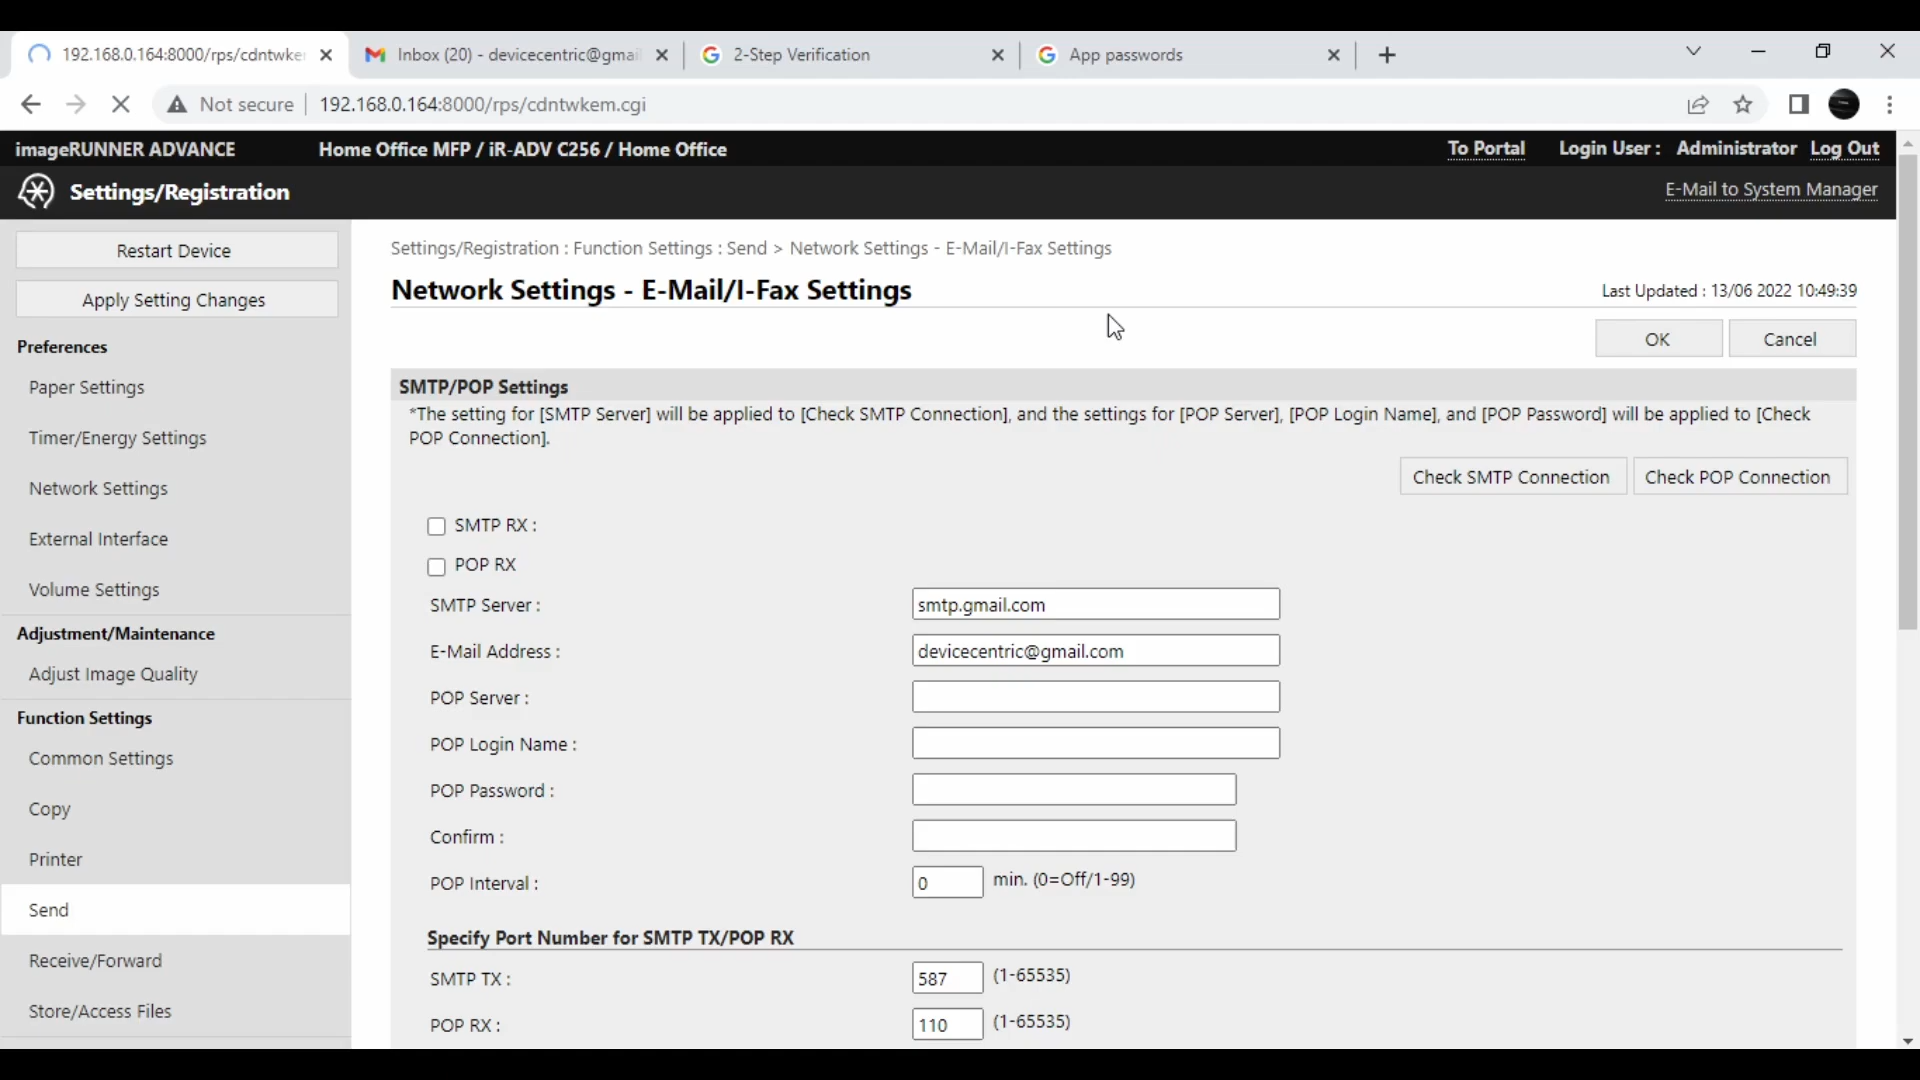 192.168.0.164:8000/rps/cdntwke
Inbox (20) - devicecentric@gmai
2-Step Verification
App passwords
Not secure
192.168.0.164:8000/rps/cdntwkem.cgi
imageRUNNER ADVANCE
Home Office MFP / iR-ADV C256 / Home Office
To Portal
Login User : Administrator
Log Out
Settings/Registration
E-Mail to System Manager
Restart Device
Apply Setting Changes
Preferences
Paper Settings
Timer/Energy Settings
Network Settings
External Interface
Volume Settings
Adjustment/Maintenance
Adjust Image Quality
Function Settings
Common Settings
Copy
Printer
Send
Receive/Forward
Store/Access Files
Settings/Registration : Function Settings : Send > Network Settings - E-Mail/I-Fax Settings
Network Settings - E-Mail/I-Fax Settings
Last Updated : 13/06 2022 10:49:39
OK
Cancel
SMTP/POP Settings
*The setting for [SMTP Server] will be applied to [Check SMTP Connection], and the settings for [POP Server], [POP Login Name], and [POP Password] will be applied to [Check
POP Connection].
Check SMTP Connection
Check POP Connection
SMTP RX :
POP RX
SMTP Server : smtp.gmail.com
E-Mail Address : devicecentric@gmail.com
POP Server :
POP Login Name :
POP Password :
Confirm :
POP Interval : 0 min. (0=Off/1-99)
Specify Port Number for SMTP TX/POP RX
SMTP TX : 587 (1-65535)
POP RX : 110 (1-65535)